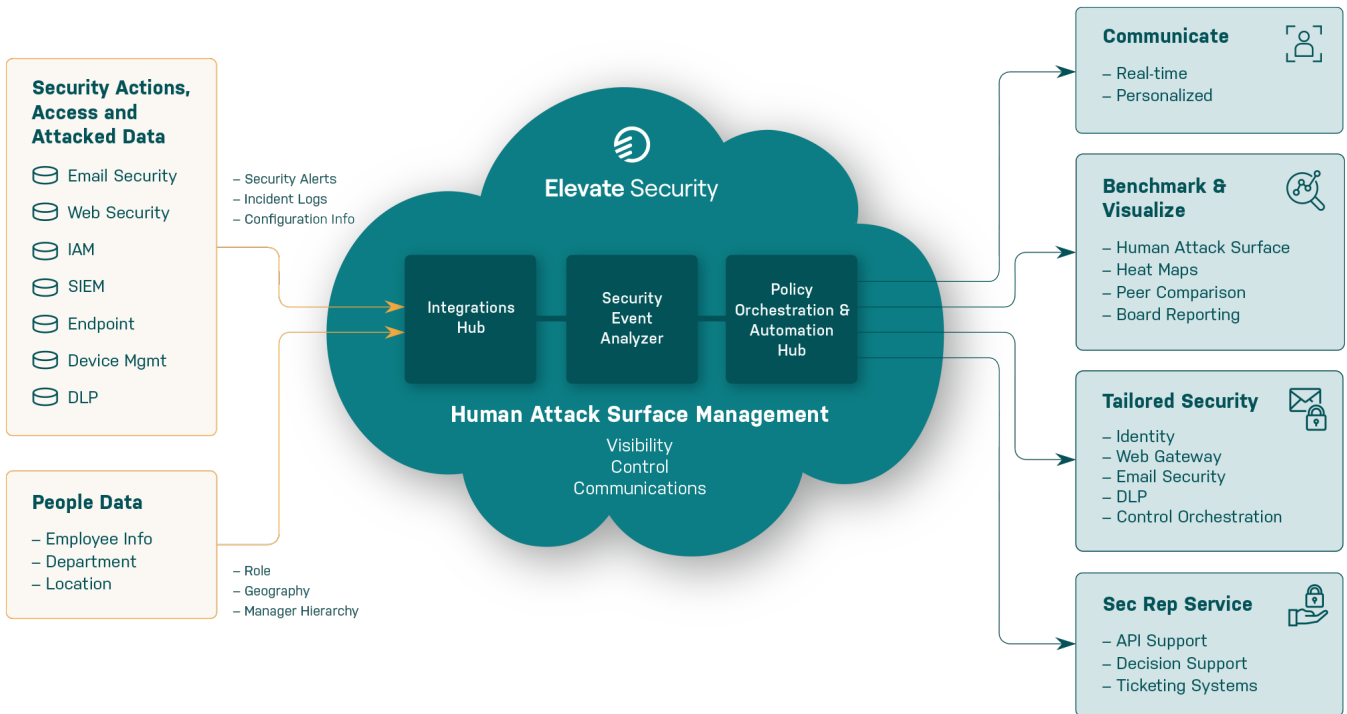 Security Actions,
Access and
Attacked Data
Email Security
Web Security
IAM
SIEM
Endpoint
Device Mgmt
DLP
– Security Alerts
– Incident Logs
– Configuration Info
People Data
– Employee Info
– Department
– Location
– Role
– Geography
– Manager Hierarchy
Elevate Security
Integrations
Hub
Security
Event
Analyzer
Policy
Orchestration &
Automation
Hub
Human Attack Surface Management
Visibility
Control
Communications
Communicate
– Real-time
– Personalized
Benchmark &
Visualize
– Human Attack Surface
– Heat Maps
– Peer Comparison
– Board Reporting
Tailored Security
– Identity
– Web Gateway
– Email Security
– DLP
– Control Orchestration
Sec Rep Service
– API Support
– Decision Support
– Ticketing Systems